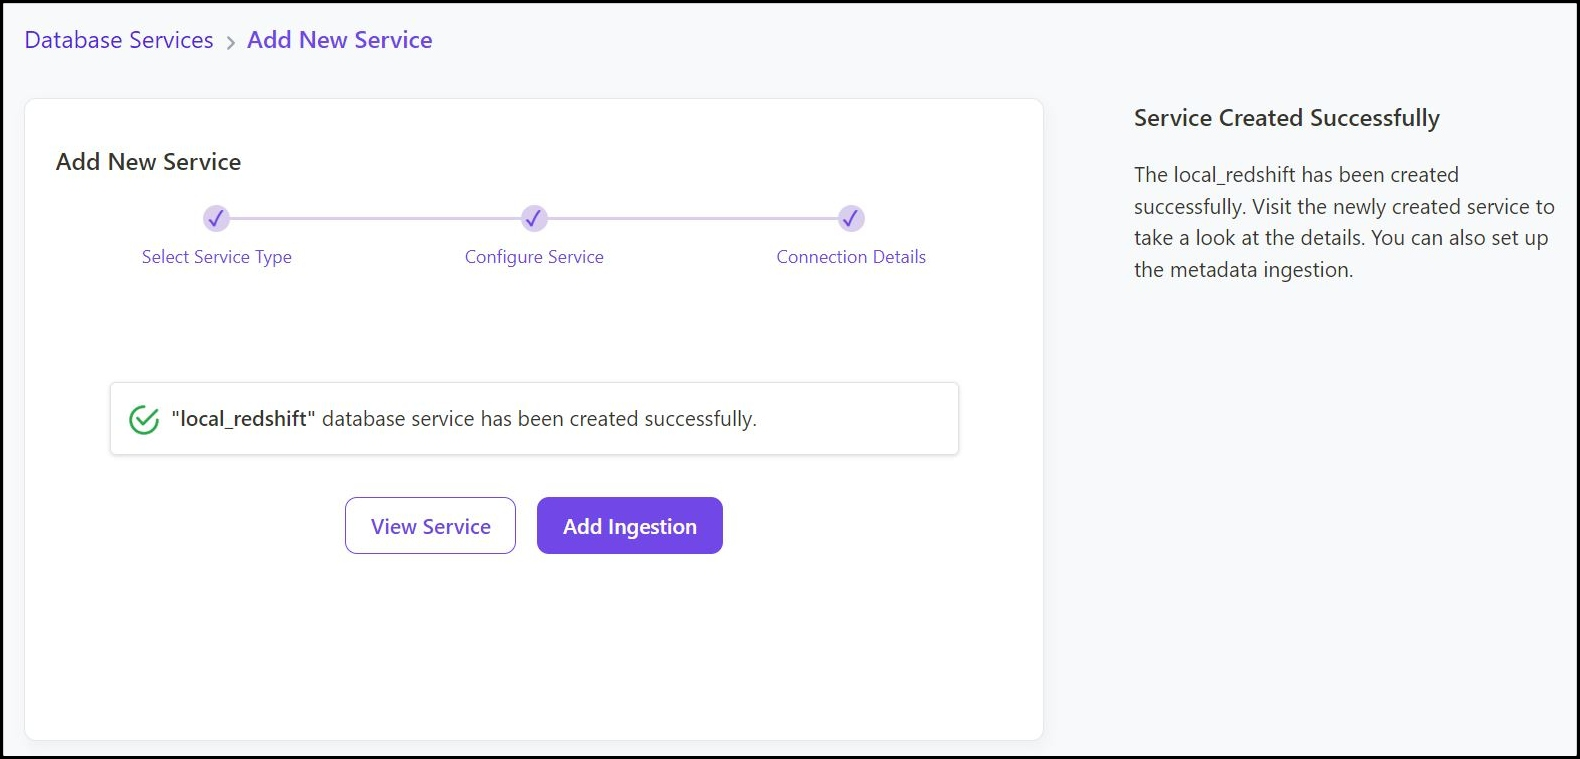 Database Services > Add New Service
Add New Service
Select Service Type
Configure Service
Connection Details
"local_redshift" database service has been created successfully.
View Service
Add Ingestion
Service Created Successfully
The local_redshift has been created
successfully. Visit the newly created service to
take a look at the details. You can also set up
the metadata ingestion.